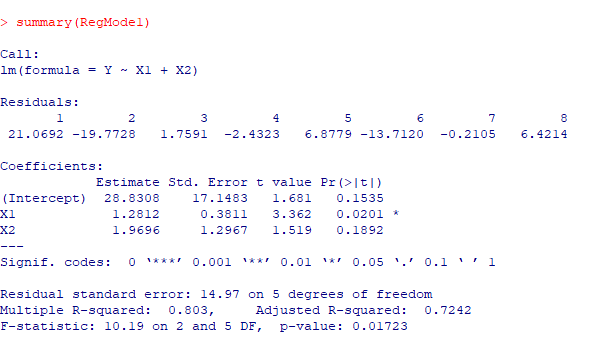 > summary(RegModel)
Call:
lm(formula = Y ~ X1 + X2)
Residuals:
1 2 3 4 5 6 7 8
21.0692 -19.7728 1.7591 -2.4323 6.8779 -13.7120 -0.2105 6.4214
Coefficients:
Estimate Std. Error t value Pr(>|t|)
(Intercept) 28.8308 17.1483 1.681 0.1535
X1 1.2812 0.3811 3.362 0.0201 *
X2 1.9696 1.2967 1.519 0.1892
---
Signif. codes: 0 ‘***’ 0.001 ‘**’ 0.01 ‘*’ 0.05 ‘.’ 0.1 ‘ ’ 1
Residual standard error: 14.97 on 5 degrees of freedom
Multiple R-squared: 0.803, Adjusted R-squared: 0.7242
F-statistic: 10.19 on 2 and 5 DF, p-value: 0.01723